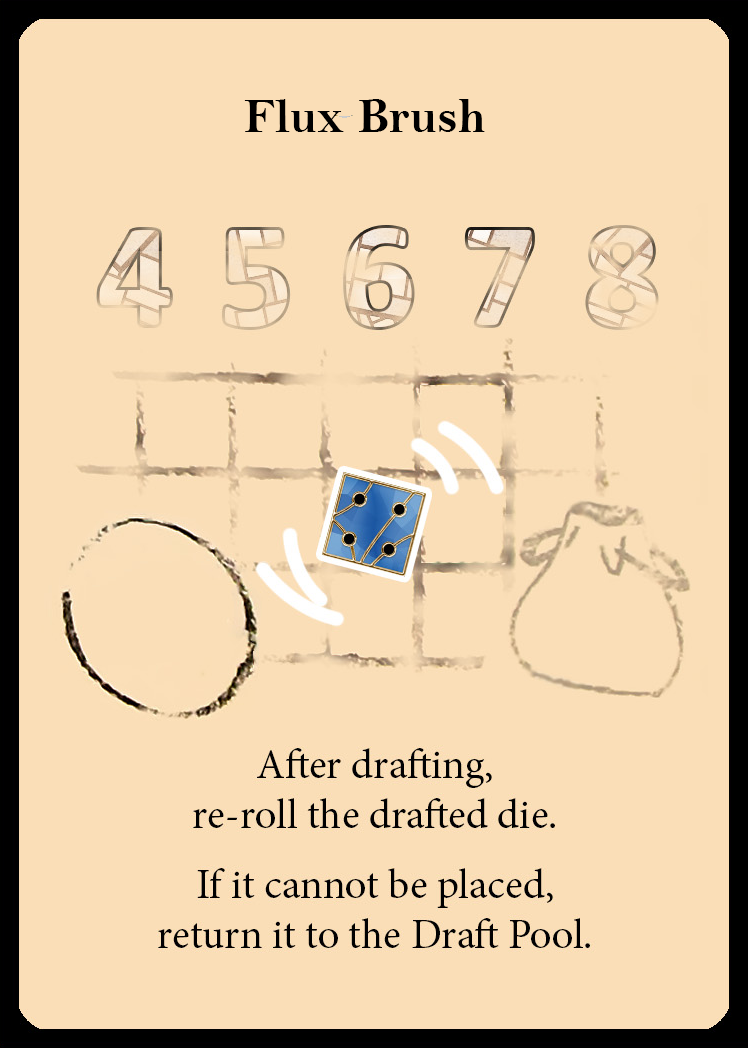 Flux Brush
4 5 6 7 8
After drafting,
re-roll the drafted die.
If it cannot be placed,
return it to the Draft Pool.